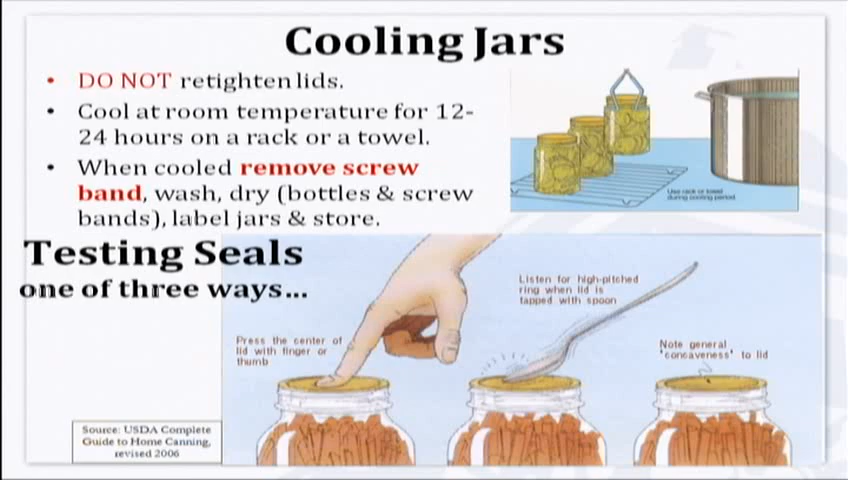 Cooling Jars
• DO NOT retighten lids.
• Cool at room temperature for 12-
24 hours on a rack or a towel.
• When cooled remove screw
band, wash, dry (bottles & screw
bands), label jars & store.
Use rack or towel
during cooling period
Testing Seals
one of three ways...
Press the center of
lid with finger or
thumb
Listen for high-pitched
ring when lid is
tapped with spoon
Note general
'concaveness' to lid
Source: USDA Complete
Guide to Home Canning,
revised 2006